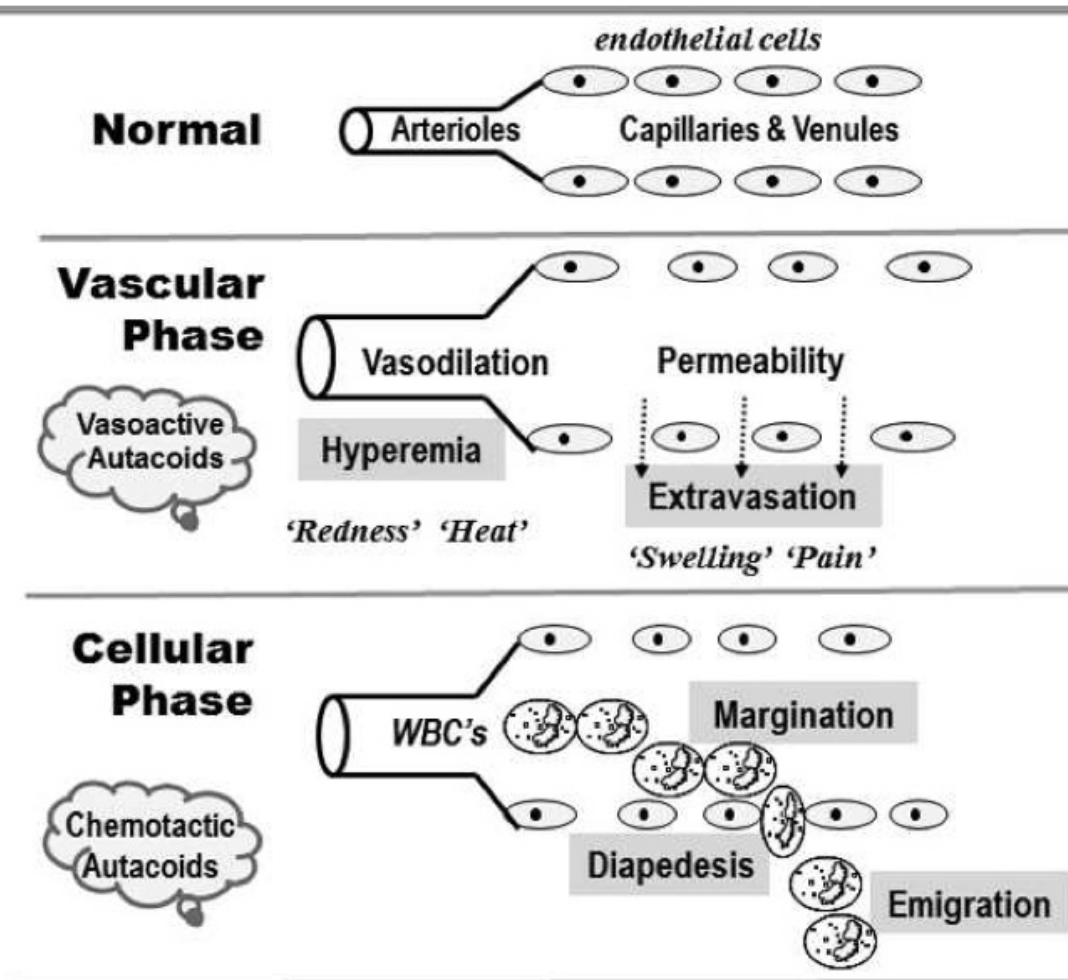 endothelial cells
Normal
Arterioles
Capillaries & Venules
Vascular
Phase
Vasodilation
Permeability
Vasoactive
Autacoids
Hyperemia
Extravasation
‘Redness’ ‘Heat’
‘Swelling’ ‘Pain’
Cellular
Phase
WBC's
Margination
Chemotactic
Autacoids
Diapedesis
Emigration